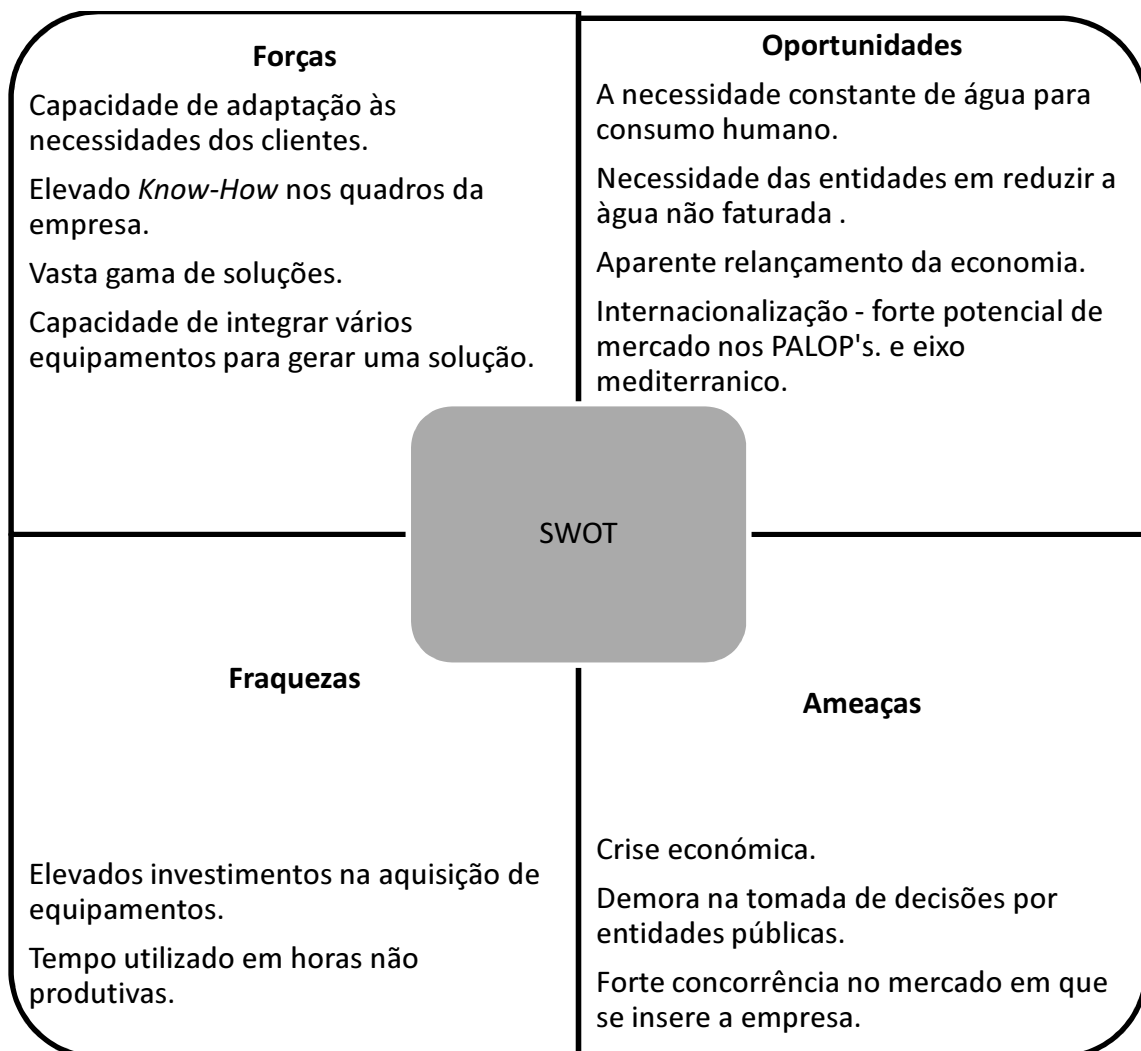 Forças
Capacidade de adaptação às
necessidades dos clientes.
Elevado Know-How nos quadros da
empresa.
Vasta gama de soluções.
Capacidade de integrar vários
equipamentos para gerar uma solução.
Oportunidades
A necessidade constante de água para
consumo humano.
Necessidade das entidades em reduzir a
àgua não faturada .
Aparente relançamento da economia.
Internacionalização - forte potencial de
mercado nos PALOP's. e eixo
mediterranico.
SWOT
Fraquezas
Elevados investimentos na aquisição de
equipamentos.
Tempo utilizado em horas não
produtivas.
Ameaças
Crise económica.
Demora na tomada de decisões por
entidades públicas.
Forte concorrência no mercado em que
se insere a empresa.